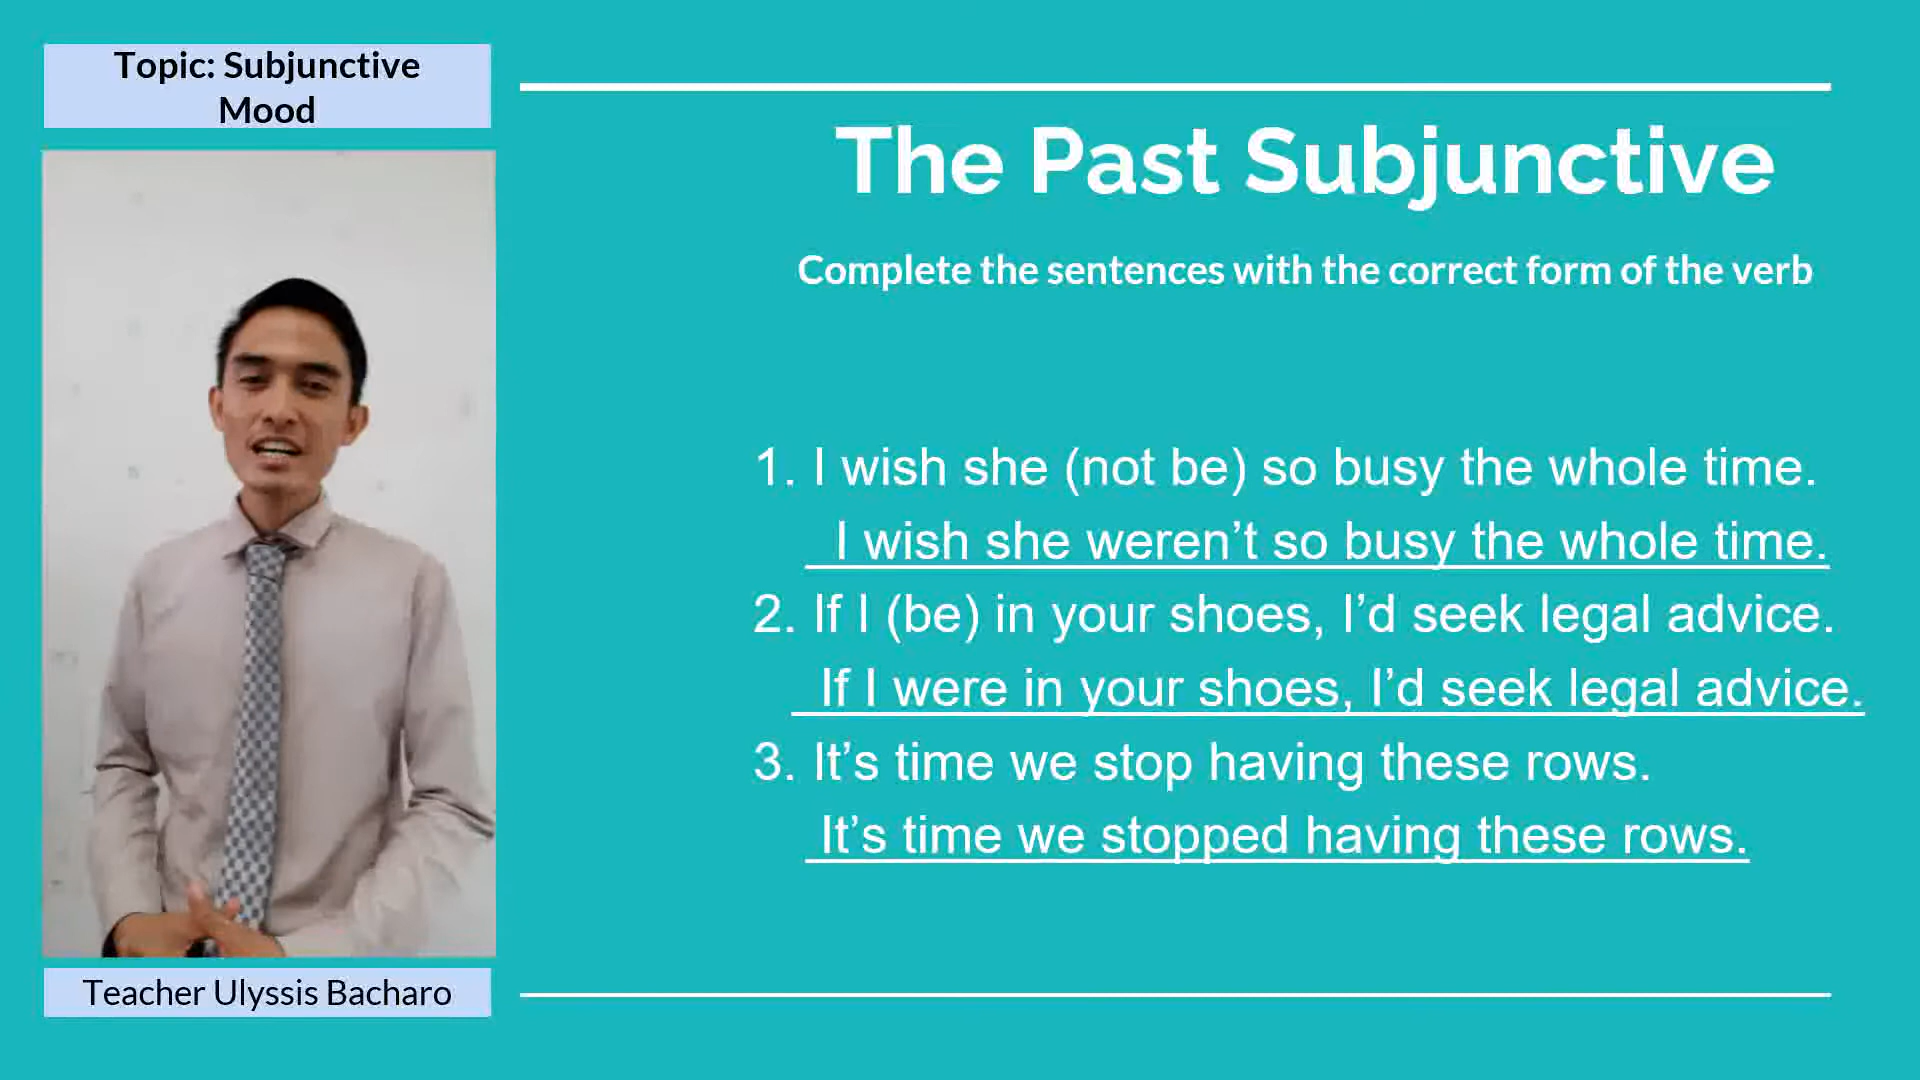 Topic: Subjunctive
Mood
The Past Subjunctive
Complete the sentences with the correct form of the verb
1. I wish she (not be) so busy the whole time.
I wish she weren’t so busy the whole time.
2. If I (be) in your shoes, I’d seek legal advice.
If I were in your shoes, I’d seek legal advice.
3. It’s time we stop having these rows.
It’s time we stopped having these rows.
Teacher Ulyssis Bacharo